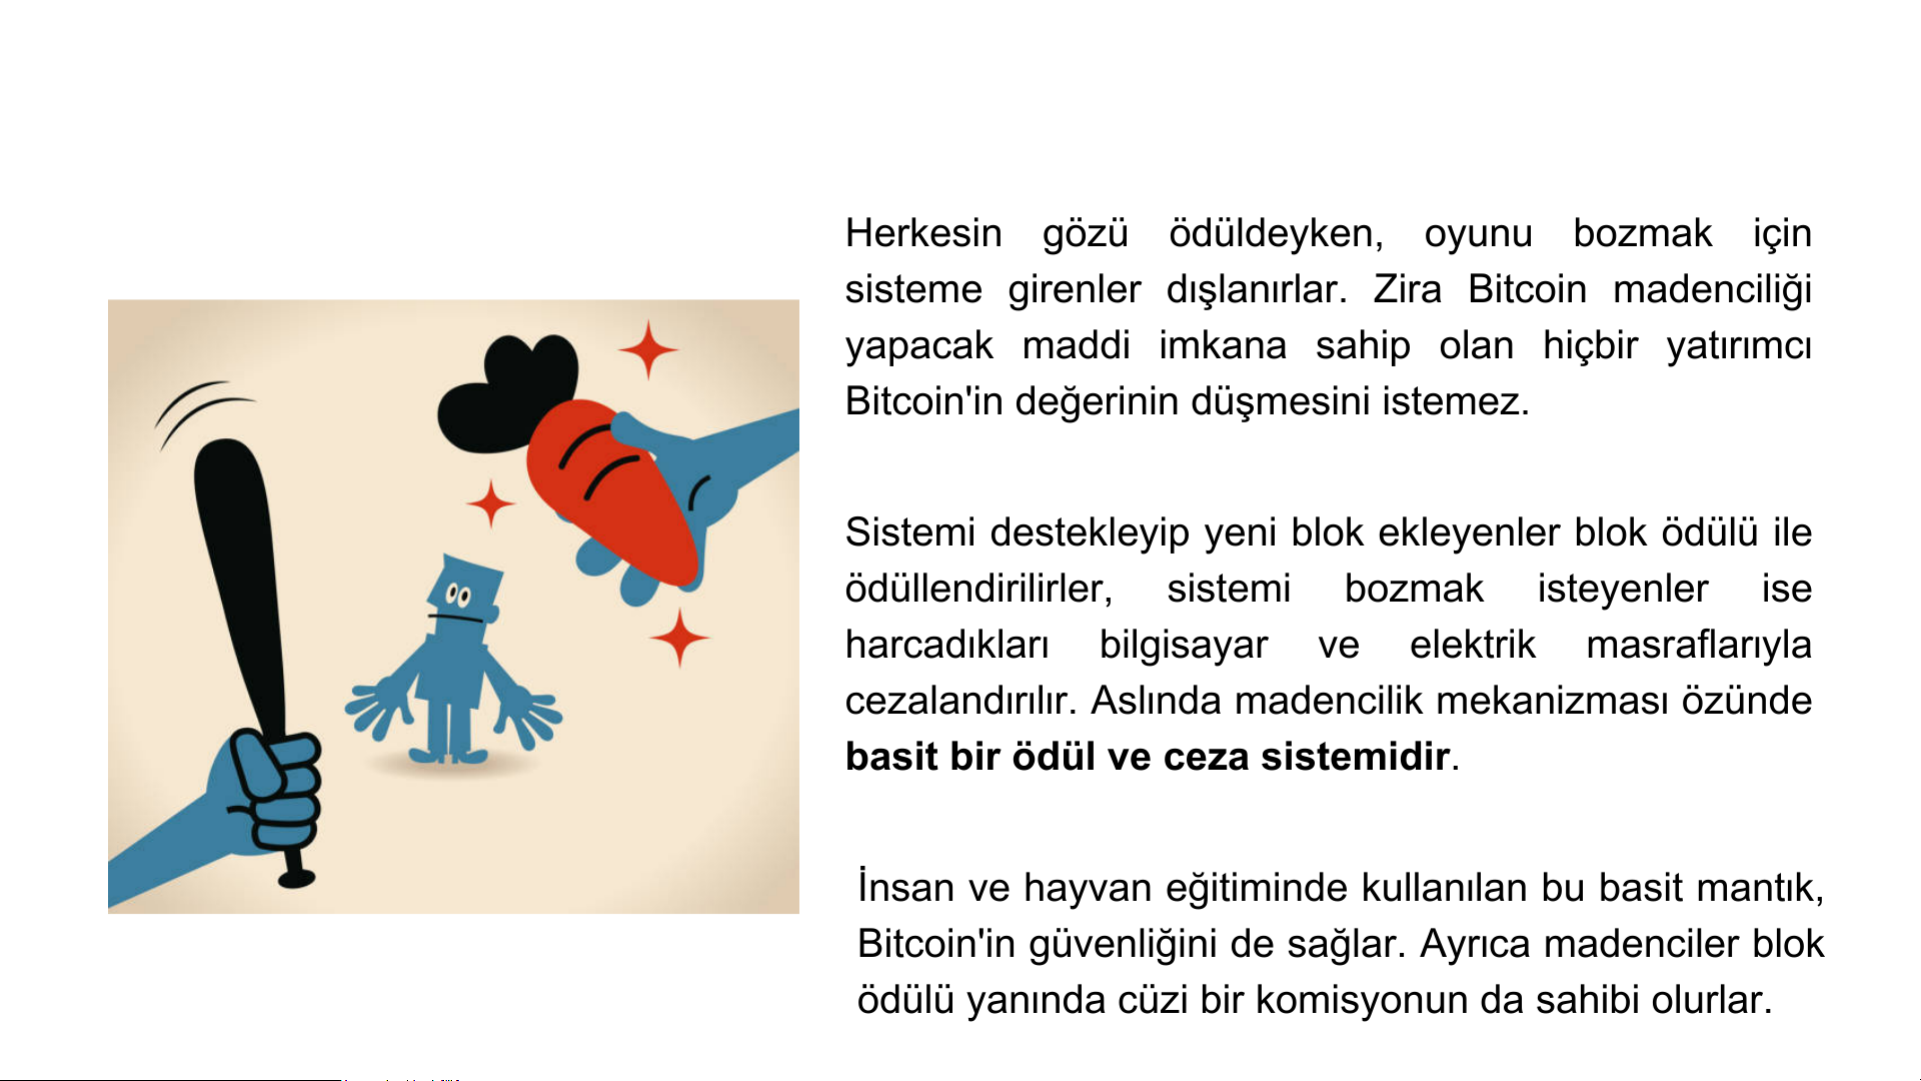 Herkesin gözü ödüldeyken, oyunu bozmak için
sisteme girenler dışlanırlar. Zira Bitcoin madenciliği
yapacak maddi imkana sahip olan hiçbir yatırımcı
Bitcoin'in değerinin düşmesini istemez.
Sistemi destekleyip yeni blok ekleyenler blok ödülü ile
ödüllendirilirler, sistemi bozmak isteyenler ise
harcadıkları bilgisayar ve elektrik masraflarıyla
cezalandırılır. Aslında madencilik mekanizması özünde
basit bir ödül ve ceza sistemidir.
İnsan ve hayvan eğitiminde kullanılan bu basit mantık,
Bitcoin'in güvenliğini de sağlar. Ayrıca madenciler blok
ödülü yanında cüzi bir komisyonun da sahibi olurlar.